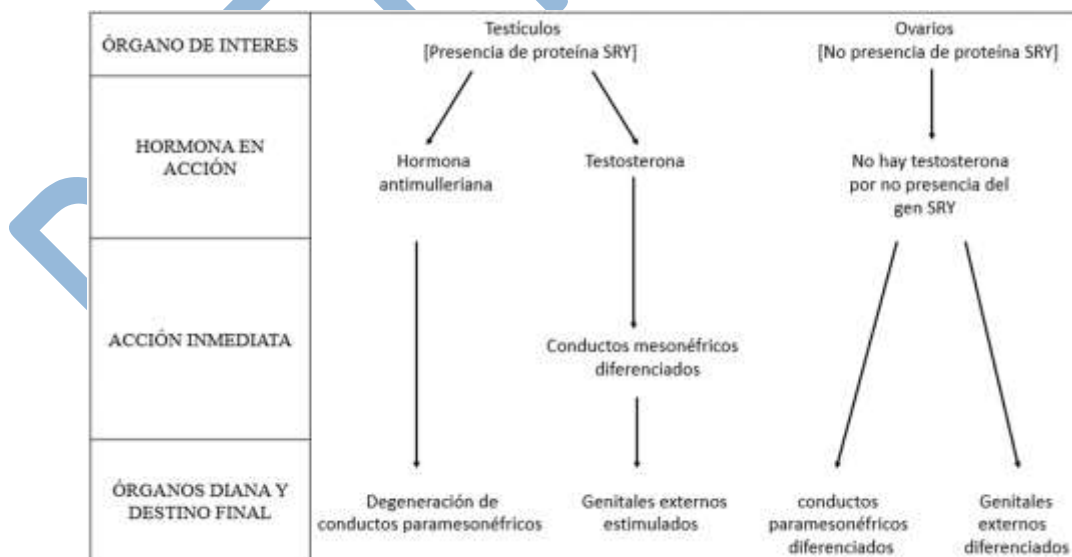 ÓRGANO DE INTERES
Testículos
[Presencia de proteína SRY]
Ovarios
[No presencia de proteína SRY]
HORMONA EN
ACCIÓN
Hormona
antimulleriana
Testosterona
No hay testosterona
por no presencia del
gen SRY
ACCIÓN INMEDIATA
Conductos mesonéfricos
diferenciados
ÓRGANOS DIANA Y
DESTINO FINAL
Degeneración de
conductos paramesonéfricos
Genitales externos
estimulados
conductos
paramesonéfricos
diferenciados
Genitales
externos
diferenciados